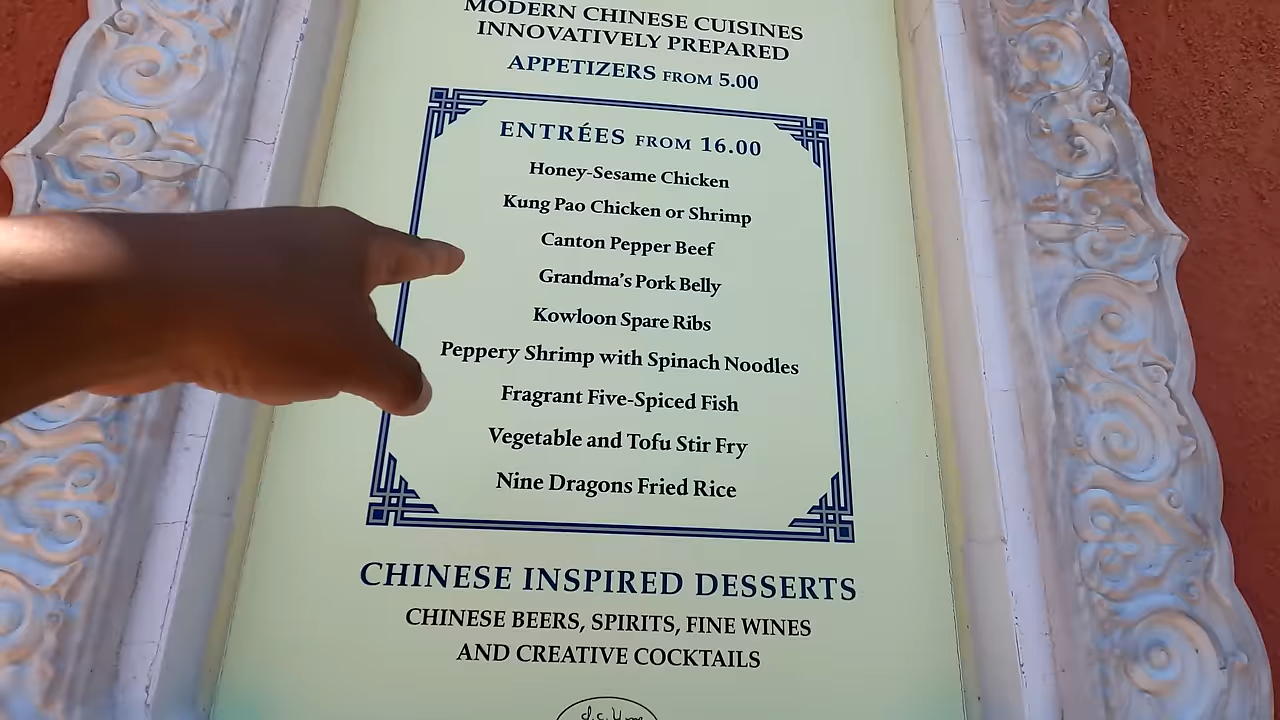 MODERN CHINESE CUISINES
INNOVATIVELY PREPARED
APPETIZERS FROM 5.00
ENTRÉES FROM 16.00
Honey-Sesame Chicken
Kung Pao Chicken or Shrimp
Canton Pepper Beef
Grandma's Pork Belly
Kowloon Spare Ribs
Peppery Shrimp with Spinach Noodles
Fragrant Five-Spiced Fish
Vegetable and Tofu Stir Fry
Nine Dragons Fried Rice
CHINESE INSPIRED DESSERTS
CHINESE BEERS, SPIRITS, FINE WINES
AND CREATIVE COCKTAILS